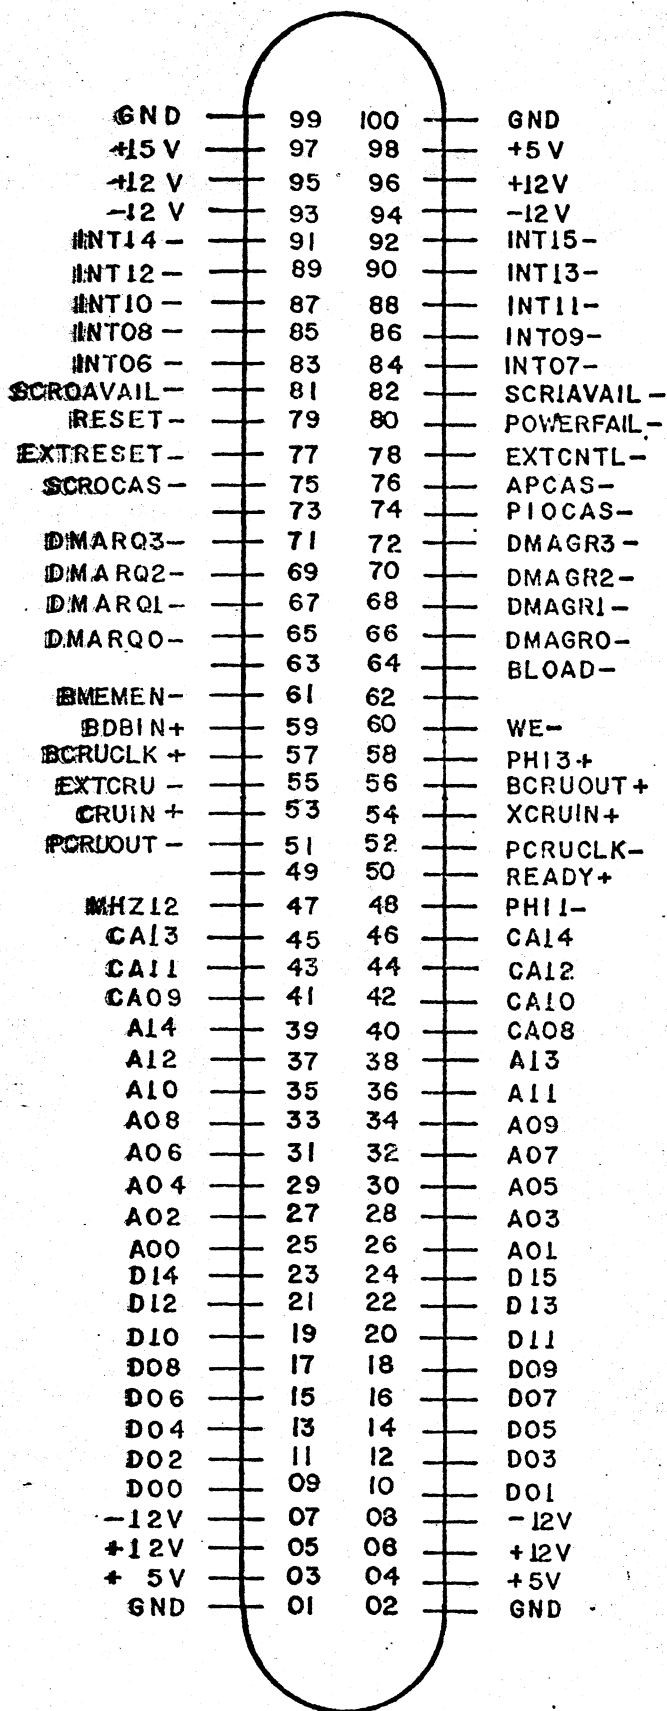 GND 99 100 GND
+15V 97 98 +5V
+12V 95 96 +12V
-12V 93 94 -12V
INT14- 91 92 INT15-
INT12- 89 90 INT13-
INT10- 87 88 INT11-
INT08- 85 86 INT09-
INT06- 83 84 INT07-
SCR0AVAIL- 81 82 SCR1AVAIL-
RESET- 79 80 POWERFAIL-
EXTRESET- 77 78 EXTCNTL-
SCR0CAS- 75 76 APCAS-
73 74 PIOCAS-
DMARQ3- 71 72 DMAGR3-
DMARQ2- 69 70 DMAGR2-
DMARQ1- 67 68 DMAGR1-
DMARQ0- 65 66 DMAGR0-
63 64 BLOAD-
BMEMEN- 61 62
BDBIN+ 59 60 WE-
BCRUCLK+ 57 58 PHI3+
EXTCRU- 55 56 BCRUOUT+
CRUIN+ 53 54 XCRUIN+
PCRUOUT- 51 52 PCRUCLK-
49 50 READY+
MHZ12 47 48 PHI1-
CA13 45 46 CA14
CA11 43 44 CA12
CA09 41 42 CA10
A14 39 40 CA08
A12 37 38 A13
A10 35 36 A11
A08 33 34 A09
A06 31 32 A07
A04 29 30 A05
A02 27 28 A03
A00 25 26 A01
D14 23 24 D15
D12 21 22 D13
D10 19 20 D11
D08 17 18 D09
D06 15 16 D07
D04 13 14 D05
D02 11 12 D03
D00 09 10 D01
-12V 07 08 -12V
+12V 05 06 +12V
+ 5V 03 04 +5V
GND 01 02 GND